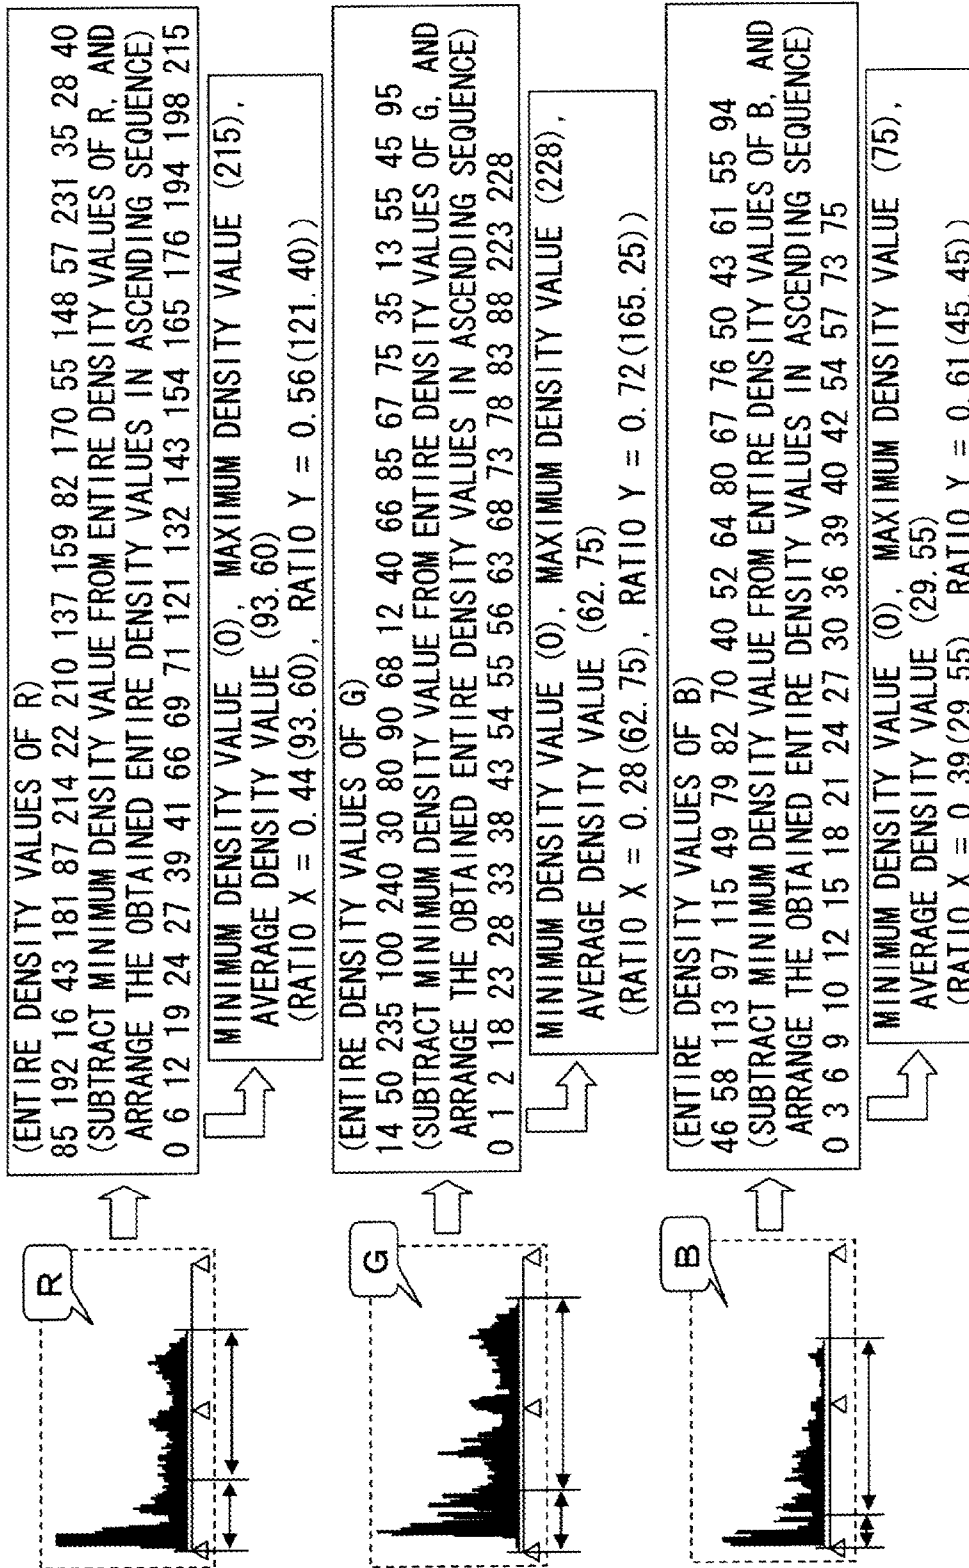 R
(ENTIRE DENSITY VALUES OF R)
85 192 16 43 181 87 214 22 210 137 159 82 170 55 148 57 231 35 28 40
(SUBTRACT MINIMUM DENSITY VALUE FROM ENTIRE DENSITY VALUES OF R, AND
ARRANGE THE OBTAINED ENTIRE DENSITY VALUES IN ASCENDING SEQUENCE)
0 6 12 19 24 27 39 41 66 69 71 121 132 143 154 165 176 194 198 215
MINIMUM DENSITY VALUE (0), MAXIMUM DENSITY VALUE (215),
AVERAGE DENSITY VALUE (93.60)
(RATIO X = 0.44(93.60), RATIO Y = 0.56(121.40))
G
(ENTIRE DENSITY VALUES OF G)
14 50 235 100 240 30 80 90 68 12 40 66 85 67 75 35 13 55 45 95
(SUBTRACT MINIMUM DENSITY VALUE FROM ENTIRE DENSITY VALUES OF G, AND
ARRANGE THE OBTAINED ENTIRE DENSITY VALUES IN ASCENDING SEQUENCE)
0 1 2 18 23 28 33 38 43 54 55 56 63 68 73 78 83 88 223 228
MINIMUM DENSITY VALUE (0), MAXIMUM DENSITY VALUE (228),
AVERAGE DENSITY VALUE (62.75)
(RATIO X = 0.28(62.75), RATIO Y = 0.72(165.25))
B
(ENTIRE DENSITY VALUES OF B)
46 58 113 97 115 49 79 82 70 40 52 64 80 67 76 50 43 61 55 94
(SUBTRACT MINIMUM DENSITY VALUE FROM ENTIRE DENSITY VALUES OF B, AND
ARRANGE THE OBTAINED ENTIRE DENSITY VALUES IN ASCENDING SEQUENCE)
0 3 6 9 10 12 15 18 21 24 27 30 36 39 40 42 54 57 73 75
MINIMUM DENSITY VALUE (0), MAXIMUM DENSITY VALUE (75),
AVERAGE DENSITY VALUE (29.55)
(RATIO X = 0.39(29.55), RATIO Y = 0.61(45.45))